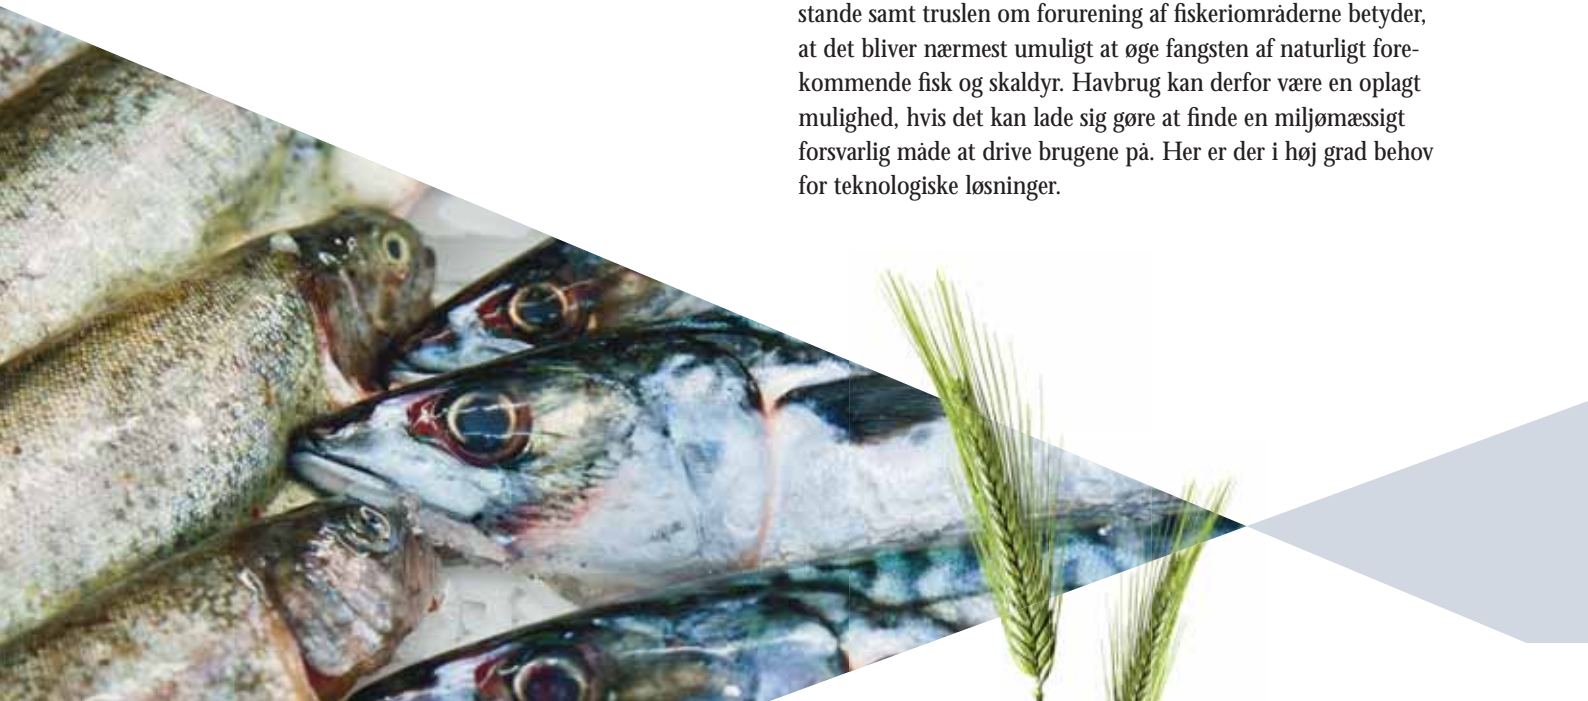 stande samt truslen om forurening af fiskeriområderne betyder,
at det bliver nærmest umuligt at øge fangsten af naturligt fore-
kommende fisk og skaldyr. Havbrug kan derfor være en oplagt
mulighed, hvis det kan lade sig gøre at finde en miljømæssigt
forsvarlig måde at drive brugene på. Her er der i høj grad behov
for teknologiske løsninger.